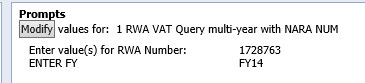 Prompts
Modify values for: 1 RWA VAT Query multi-year with NARA NUM
Enter value(s) for RWA Number: 1728763
ENTER FY FY14